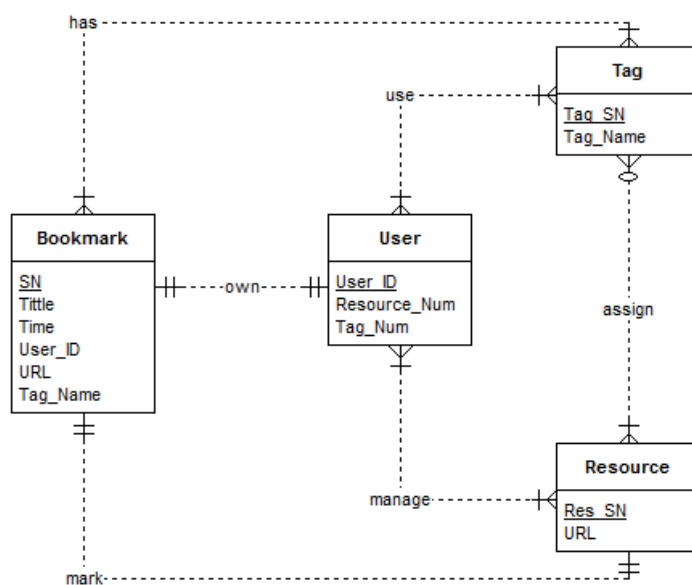 has
Tag
Tag_SN
Tag_Name
use
Bookmark
SN
Tittle
Time
User_ID
URL
Tag_Name
own
User
User_ID
Resource_Num
Tag_Num
assign
manage
Resource
Res_SN
URL
mark